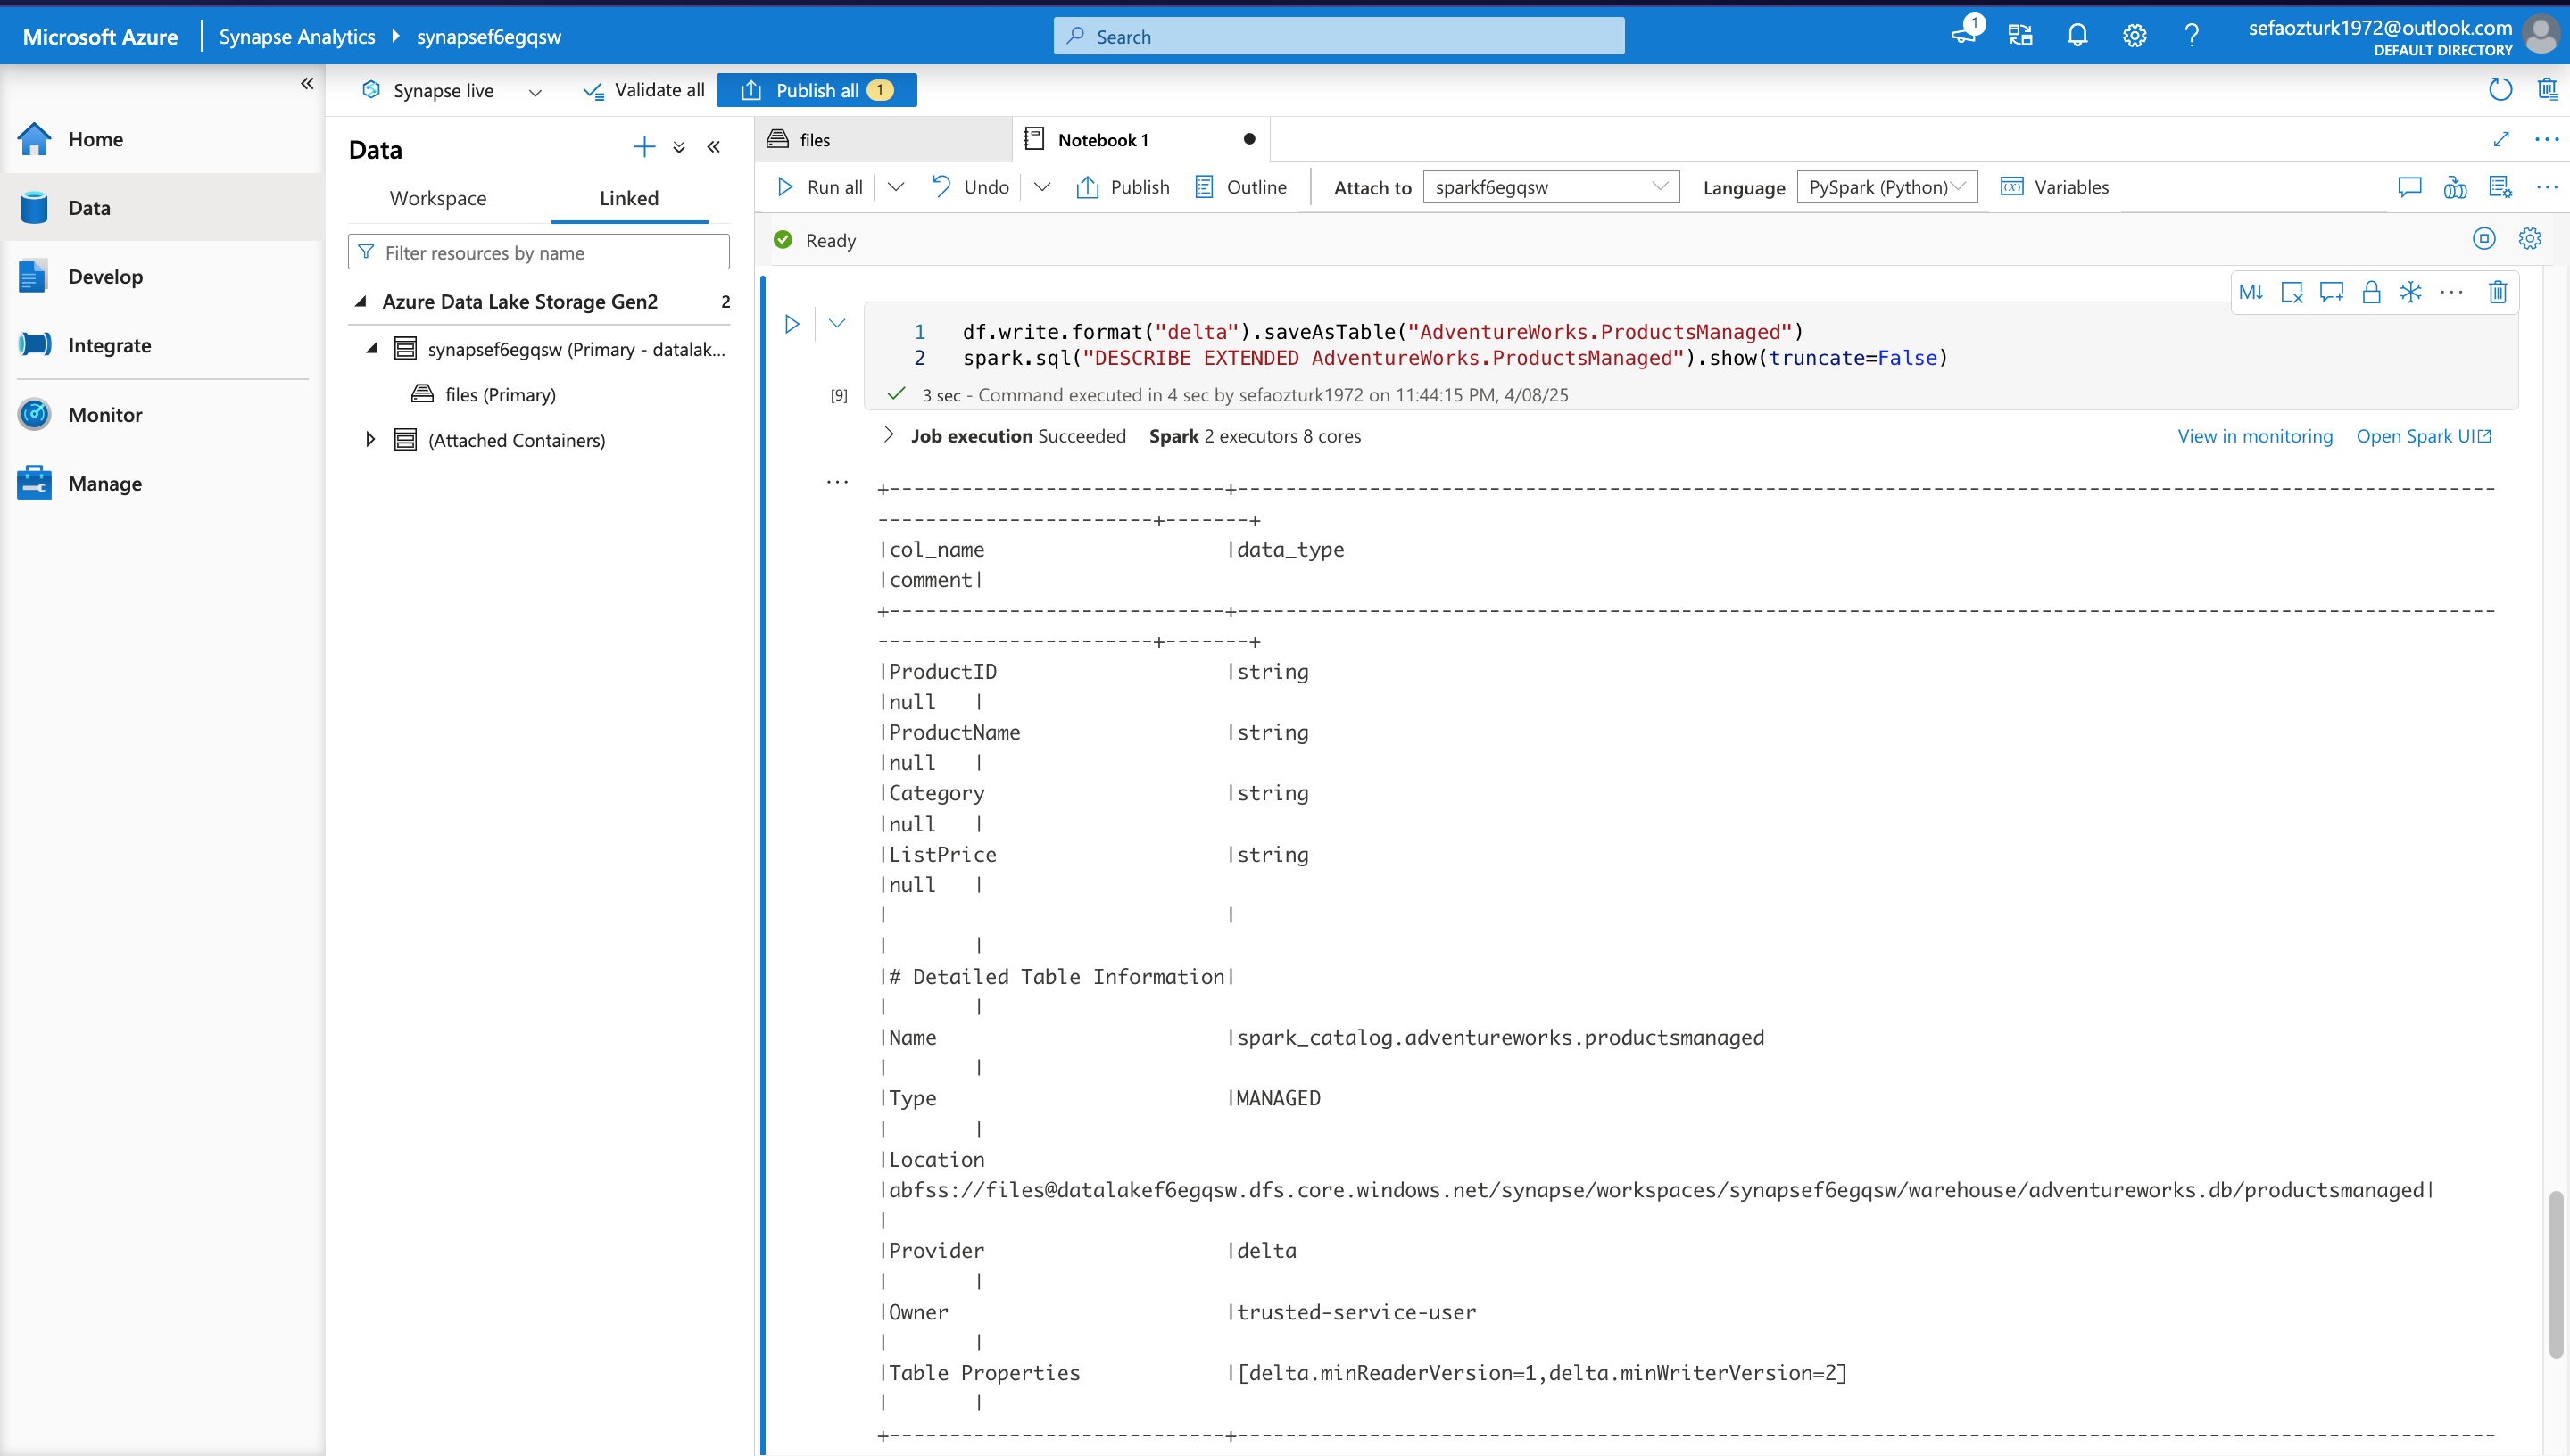 Microsoft Azure
Synapse Analytics
synapsef6egqsw
Search
1
sefaozturk1972@outlook.com
DEFAULT DIRECTORY
Home
Data
Develop
Integrate
Monitor
Manage
Synapse live
Validate all
Publish all 1
Data
Workspace
Linked
Filter resources by name
Azure Data Lake Storage Gen2 2
synapsef6egqsw (Primary - datalak...
files (Primary)
(Attached Containers)
files
Notebook 1
Run all
Undo
Publish
Outline
Attach to
sparkf6egqsw
Language
PySpark (Python)
Variables
Ready
M↓
1 df.write.format("delta").saveAsTable("AdventureWorks.ProductsManaged")
2 spark.sql("DESCRIBE EXTENDED AdventureWorks.ProductsManaged").show(truncate=False)
[9]
3 sec - Command executed in 4 sec by sefaozturk1972 on 11:44:15 PM, 4/08/25
Job execution Succeeded Spark 2 executors 8 cores
View in monitoring
Open Spark UI
+----------------------------+---------------------------------------------------------------------------------------------------------
-----------------------+-------+
|col_name |data_type
|comment|
+----------------------------+---------------------------------------------------------------------------------------------------------
-----------------------+-------+
|ProductID |string
|null |
|ProductName |string
|null |
|Category |string
|null |
|ListPrice |string
|null |
| |
| |
|# Detailed Table Information|
| |
|Name |spark_catalog.adventureworks.productsmanaged
| |
|Type |MANAGED
| |
|Location
|abfss://files@datalakef6egqsw.dfs.core.windows.net/synapse/workspaces/synapsef6egqsw/warehouse/adventureworks.db/productsmanaged|
|
|Provider |delta
| |
|Owner |trusted-service-user
| |
|Table Properties |[delta.minReaderVersion=1,delta.minWriterVersion=2]
| |
+----------------------------+---------------------------------------------------------------------------------------------------------